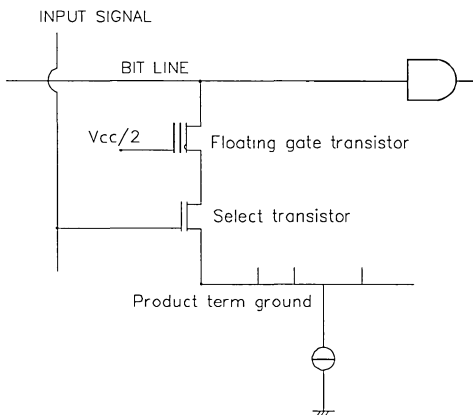 INPUT SIGNAL
BIT LINE
Vcc/2
Floating gate transistor
Select transistor
Product term ground